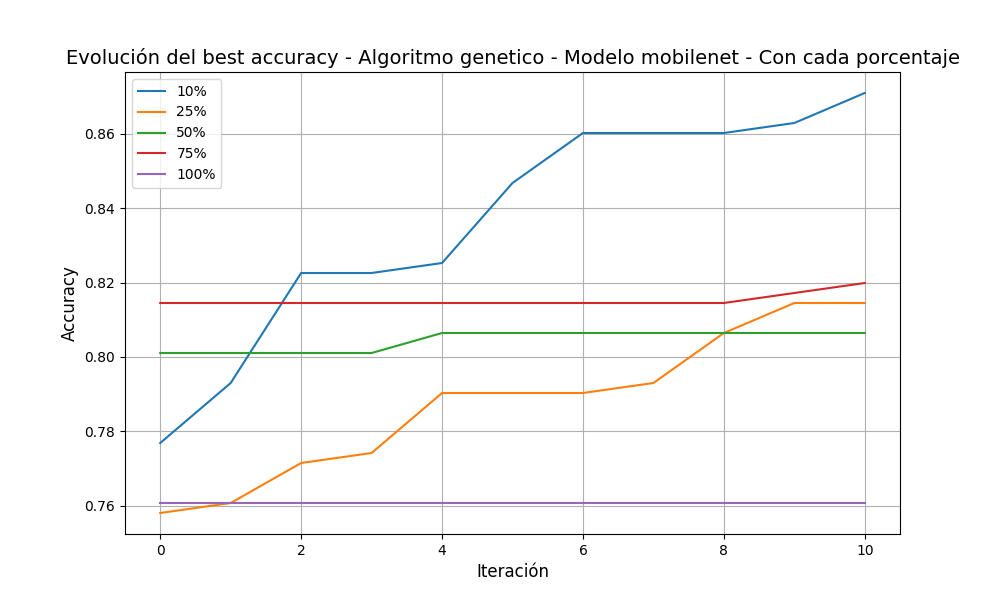 Evolución del best accuracy - Algoritmo genetico - Modelo mobilenet - Con cada porcentaje
10%
25%
50%
75%
100%
0.86
0.84
0.82
0.80
0.78
0.76
Accuracy
0 2 4 6 8 10
Iteración